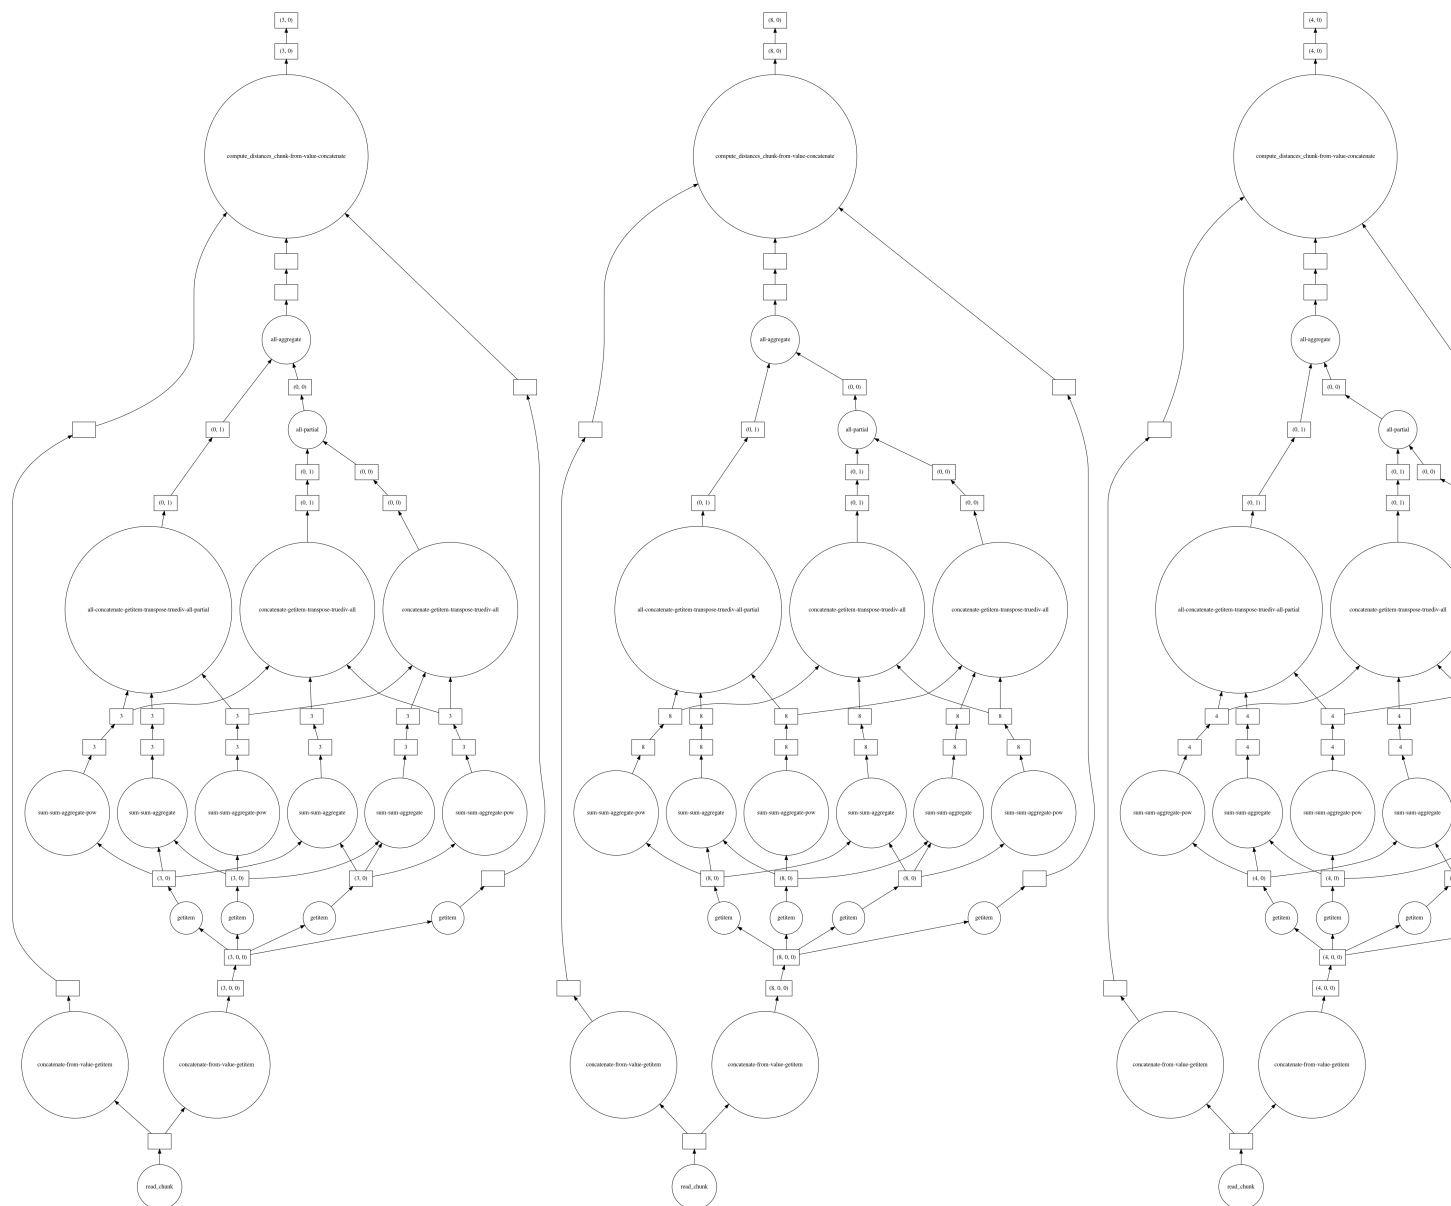 (3, 0)
(8, 0)
(4, 0)
(3, 0)
(8, 0)
(4, 0)
compute_distances_chunk-from-value-concatenate
compute_distances_chunk-from-value-concatenate
compute_distances_chunk-from-value-concatenate
all-aggregate
all-aggregate
all-aggregate
(0, 0)
(0, 0)
(0, 0)
(0, 1)
all-partial
(0, 1)
all-partial
(0, 1)
all-partial
(0, 1)
(0, 0)
(0, 1)
(0, 0)
(0, 1)
(0, 0)
(0, 1)
(0, 1)
(0, 0)
(0, 1)
(0, 1)
(0, 0)
(0, 1)
(0, 1)
all-concatenate-getitem-transpose-truediv-all-partial
concatenate-getitem-transpose-truediv-all
concatenate-getitem-transpose-truediv-all
all-concatenate-getitem-transpose-truediv-all-partial
concatenate-getitem-transpose-truediv-all
concatenate-getitem-transpose-truediv-all
all-concatenate-getitem-transpose-truediv-all-partial
concatenate-getitem-transpose-truediv-all
3
3
3
3
3
3
8
8
8
8
8
8
4
4
4
4
3
3
3
3
3
3
8
8
8
8
8
8
4
4
4
4
sum-sum-aggregate-pow
sum-sum-aggregate
sum-sum-aggregate-pow
sum-sum-aggregate
sum-sum-aggregate
sum-sum-aggregate-pow
sum-sum-aggregate-pow
sum-sum-aggregate
sum-sum-aggregate-pow
sum-sum-aggregate
sum-sum-aggregate
sum-sum-aggregate-pow
sum-sum-aggregate-pow
sum-sum-aggregate
sum-sum-aggregate-pow
sum-sum-aggregate
(3, 0)
(3, 0)
(3, 0)
(8, 0)
(8, 0)
(8, 0)
(4, 0)
(4, 0)
getitem
getitem
getitem
getitem
getitem
getitem
getitem
getitem
getitem
getitem
getitem
(3, 0, 0)
(8, 0, 0)
(4, 0, 0)
(3, 0, 0)
(8, 0, 0)
(4, 0, 0)
concatenate-from-value-getitem
concatenate-from-value-getitem
concatenate-from-value-getitem
concatenate-from-value-getitem
concatenate-from-value-getitem
concatenate-from-value-getitem
read_chunk
read_chunk
read_chunk